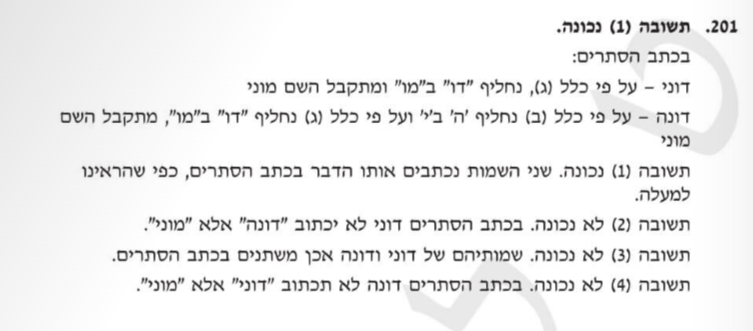 201. תשובה (1) נכונה.
בכתב הסתרים:
דוני – על פי כלל (ג), נחליף "דו" ב"מו" ומתקבל השם מוני
דונה – על פי כלל (ב) נחליף 'ה' ב'י' ועל פי כלל (ג) נחליף "דו" ב"מו", מתקבל השם
מוני
תשובה (1) נכונה. שני השמות נכתבים אותו הדבר בכתב הסתרים, כפי שהראינו
למעלה.
תשובה (2) לא נכונה. בכתב הסתרים דוני לא יכתוב "דונה" אלא "מוני".
תשובה (3) לא נכונה. שמותיהם של דוני ודונה אכן משתנים בכתב הסתרים.
תשובה (4) לא נכונה. בכתב הסתרים דונה לא תכתוב "דוני" אלא "מוני".